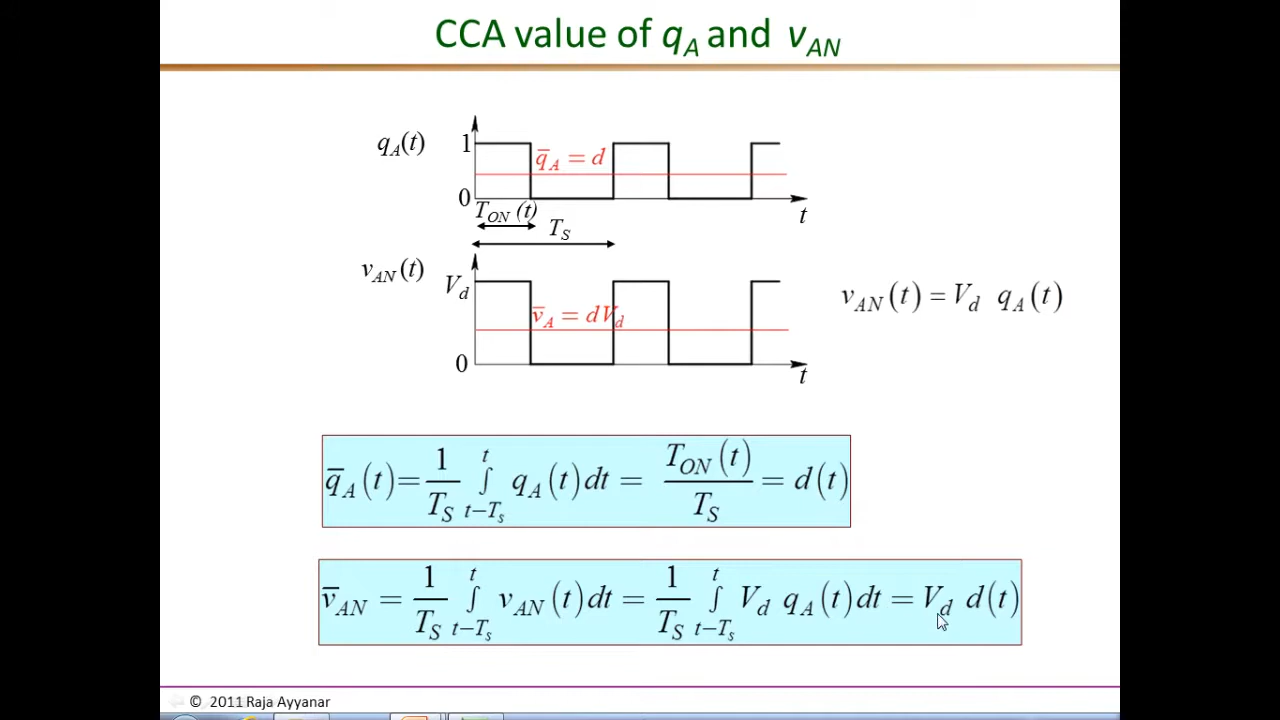 CCA value of q_A and v_AN
q_A(t)
1
q̅_A = d
0
T_ON (t)
t
T_S
v_AN(t)
V_d
v_AN(t) = V_d q_A(t)
v̅_A = dV_d
0
t
q̅_A(t) = 1/T_S ∫_{t−T_s}^{t} q_A(t)dt = T_ON(t)/T_S = d(t)
v̅_AN = 1/T_S ∫_{t−T_s}^{t} v_AN(t)dt = 1/T_S ∫_{t−T_s}^{t} V_d q_A(t)dt = V_d d(t)
© 2011 Raja Ayyanar